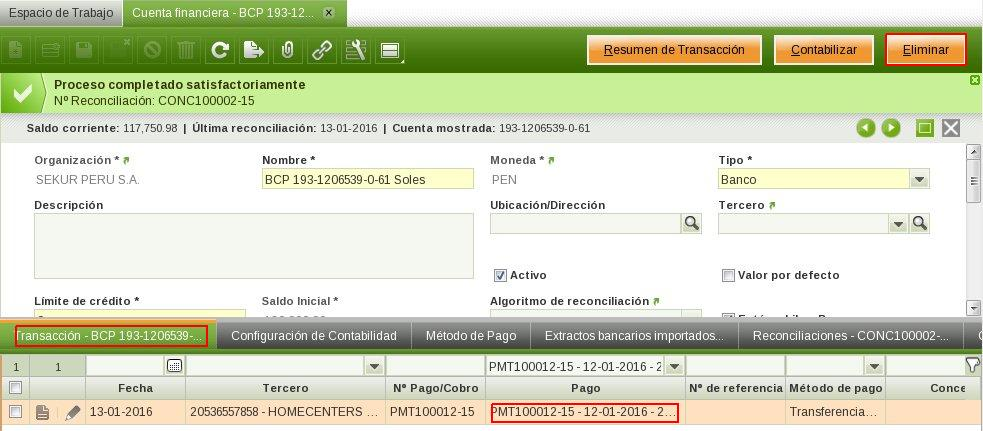 Espacio de Trabajo
Cuenta financiera - BCP 193-12...
Resumen de Transacción
Contabilizar
Eliminar
Proceso completado satisfactoriamente
Nº Reconciliación: CONC100002-15
Saldo corriente: 117,750.98 | Última reconciliación: 13-01-2016 | Cuenta mostrada: 193-1206539-0-61
Organización * Nombre * Moneda * Tipo *
SEKUR PERU S.A. BCP 193-1206539-0-61 Soles PEN Banco
Descripción Ubicación/Dirección Tercero
Activo Valor por defecto
Límite de crédito * Saldo Inicial * Algoritmo de reconciliación
Transacción - BCP 193-1206539-... Configuración de Contabilidad Método de Pago Extractos bancarios importados... Reconciliaciones - CONC100002-...
1 1 PMT100012-15 - 12-01-2016 - 2
Fecha Tercero Nº Pago/Cobro Pago Nº de referencia Método de pago Conce
13-01-2016 20536557858 - HOMECENTERS ... PMT100012-15 PMT100012-15 - 12-01-2016 - 2... Transferencia...